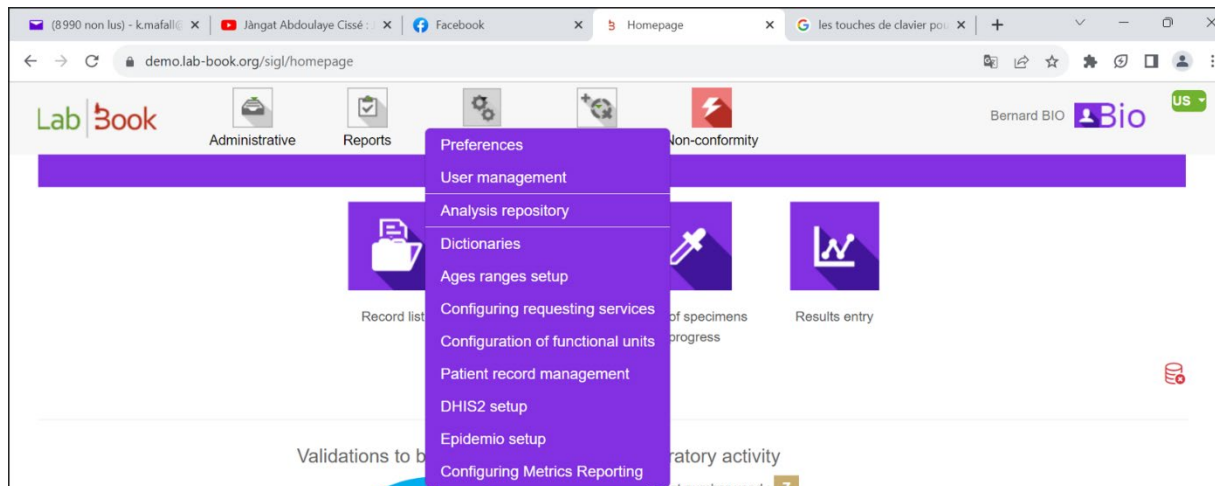 (8 990 non lus) - k.mafall@
Jàngat Abdoulaye Cissé :
Facebook
Homepage
les touches de clavier pou
demo.lab-book.org/sigl/homepage
Lab Book
Administrative
Reports
Non-conformity
Bernard BIO
Bio
US
Preferences
User management
Analysis repository
Dictionaries
Ages ranges setup
Configuring requesting services
Configuration of functional units
Patient record management
DHIS2 setup
Epidemio setup
Configuring Metrics Reporting
Record list
of specimens
progress
Results entry
Validations to b
ratory activity
7